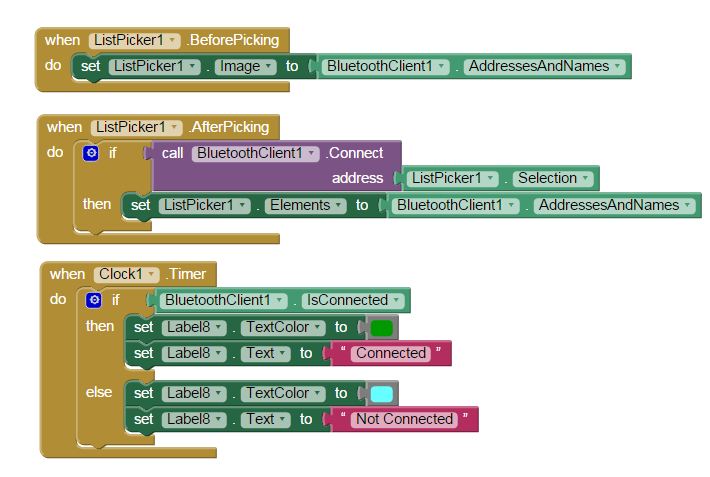 when ListPicker1 .BeforePicking
do set ListPicker1 . Image to BluetoothClient1 . AddressesAndNames
when ListPicker1 .AfterPicking
do if call BluetoothClient1 .Connect
address ListPicker1 . Selection
then set ListPicker1 . Elements to BluetoothClient1 . AddressesAndNames
when Clock1 .Timer
do if BluetoothClient1 . IsConnected
then set Label8 . TextColor to
set Label8 . Text to “ Connected ”
else set Label8 . TextColor to
set Label8 . Text to “ Not Connected ”